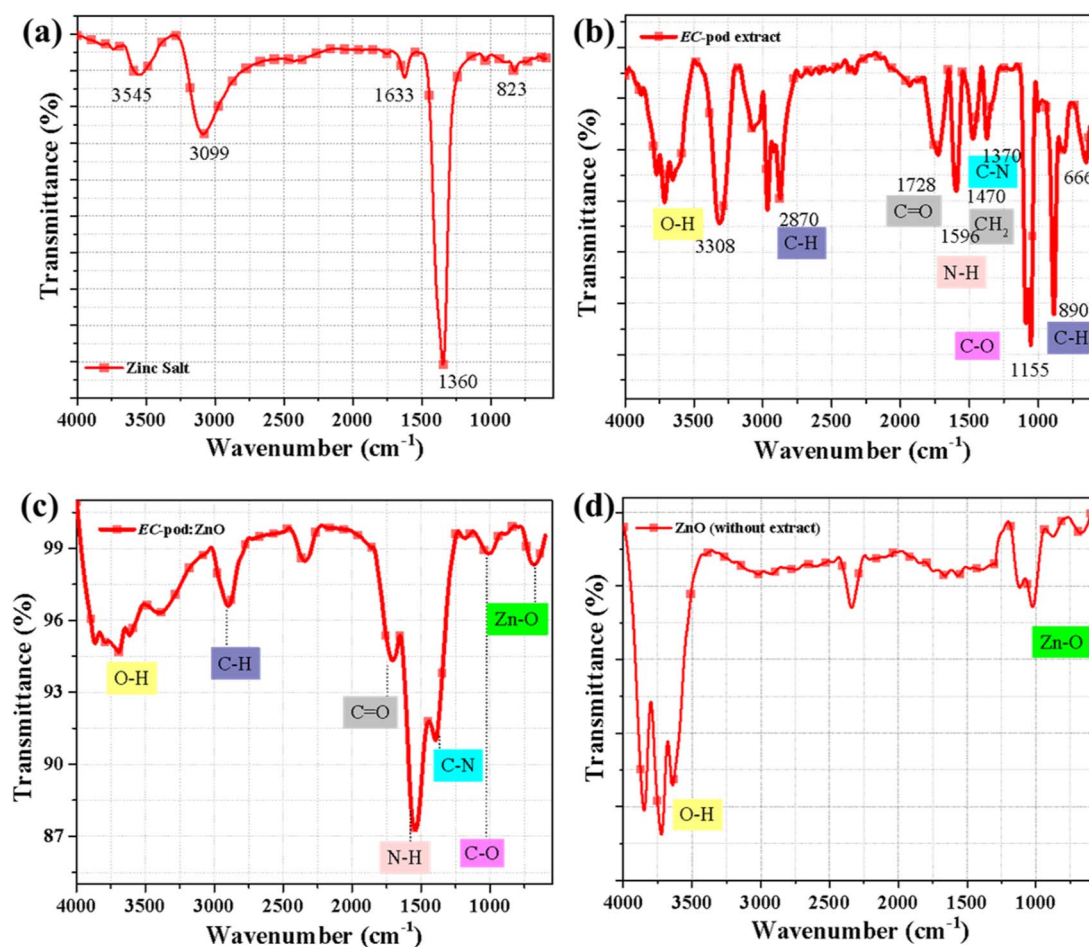 (a)
Transmittance (%)
3545
3099
1633
823
1360
Zinc Salt
4000 3500 3000 2500 2000 1500 1000
Wavenumber (cm⁻¹)
(b)
EC-pod extract
Transmittance (%)
O-H
3308
2870
C-H
1728
C=O
1596
N-H
1370
C-N
1470
CH₂
666
C-O
1155
890
C-H
4000 3500 3000 2500 2000 1500 1000
Wavenumber (cm⁻¹)
(c)
EC-pod:ZnO
Transmittance (%)
99
96
93
90
87
O-H
C-H
C=O
N-H
C-N
C-O
Zn-O
4000 3500 3000 2500 2000 1500 1000
Wavenumber (cm⁻¹)
(d)
ZnO (without extract)
Transmittance (%)
O-H
Zn-O
4000 3500 3000 2500 2000 1500 1000
Wavenumber (cm⁻¹)